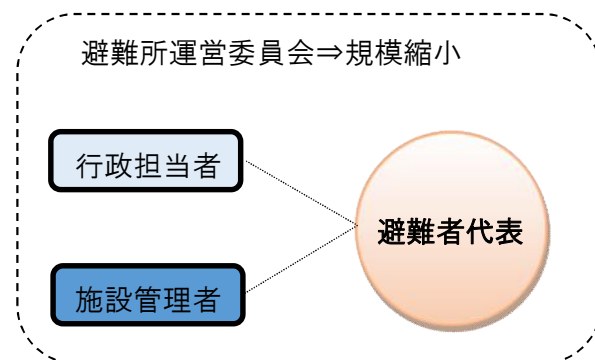 避難所運営委員会⇒規模縮小
行政担当者
避難者代表
施設管理者